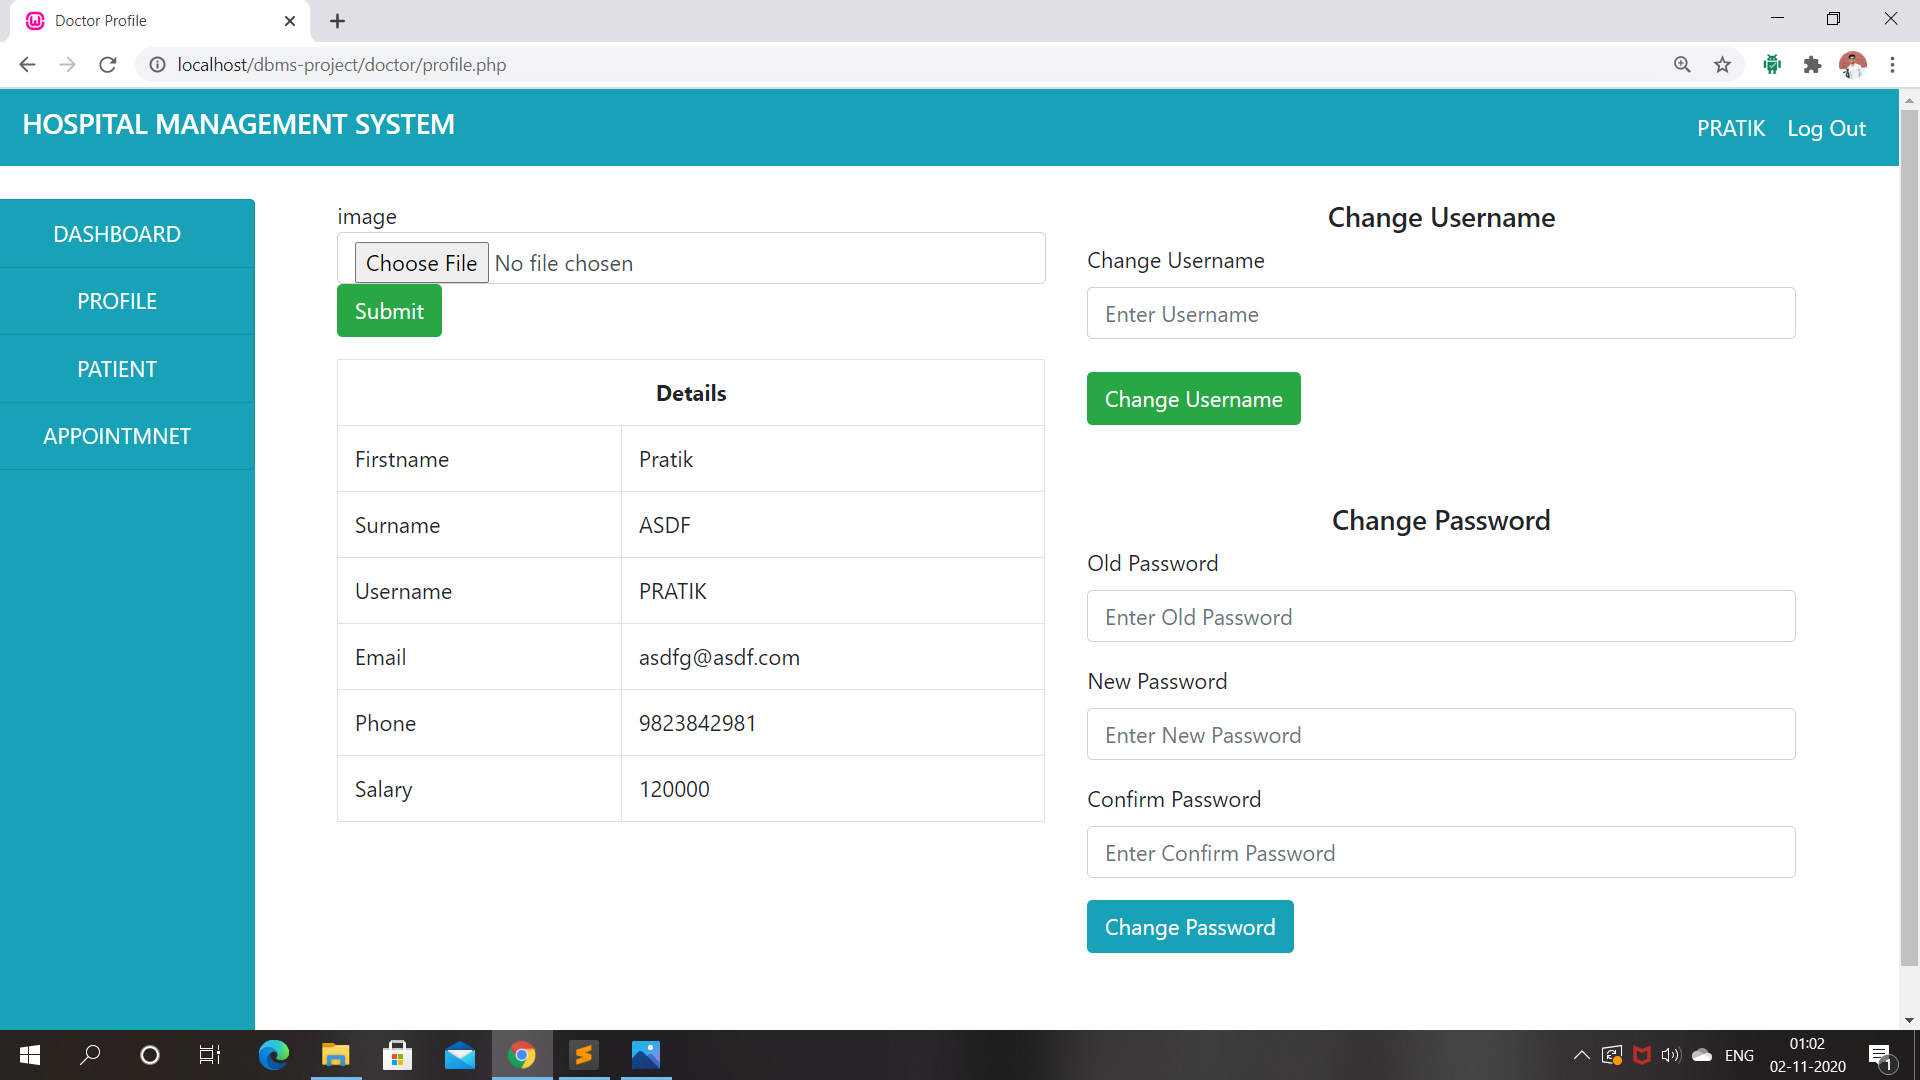 Doctor Profile
localhost/dbms-project/doctor/profile.php
HOSPITAL MANAGEMENT SYSTEM
PRATIK Log Out
DASHBOARD
PROFILE
PATIENT
APPOINTMNET
image
Choose File No file chosen
Submit
Details
Firstname Pratik
Surname ASDF
Username PRATIK
Email asdfg@asdf.com
Phone 9823842981
Salary 120000
Change Username
Change Username
Enter Username
Change Username
Change Password
Old Password
Enter Old Password
New Password
Enter New Password
Confirm Password
Enter Confirm Password
Change Password
ENG
01:02
02-11-2020
1